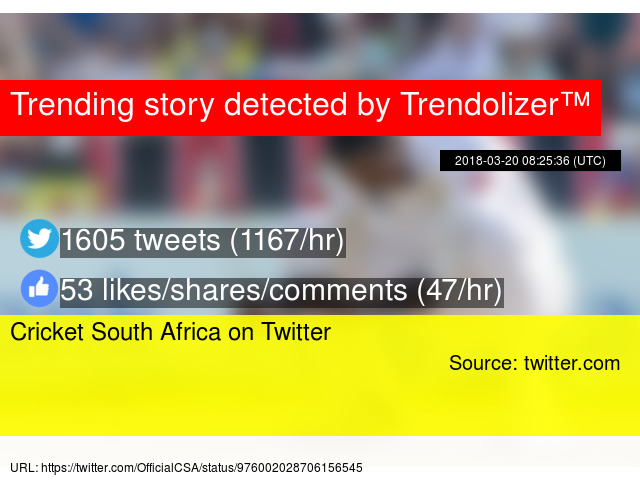 Trending story detected by Trendolizer™
2018-03-20 08:25:36 (UTC)
1605 tweets (1167/hr)
53 likes/shares/comments (47/hr)
Cricket South Africa on Twitter
Source: twitter.com
URL: https://twitter.com/OfficialCSA/status/976002028706156545